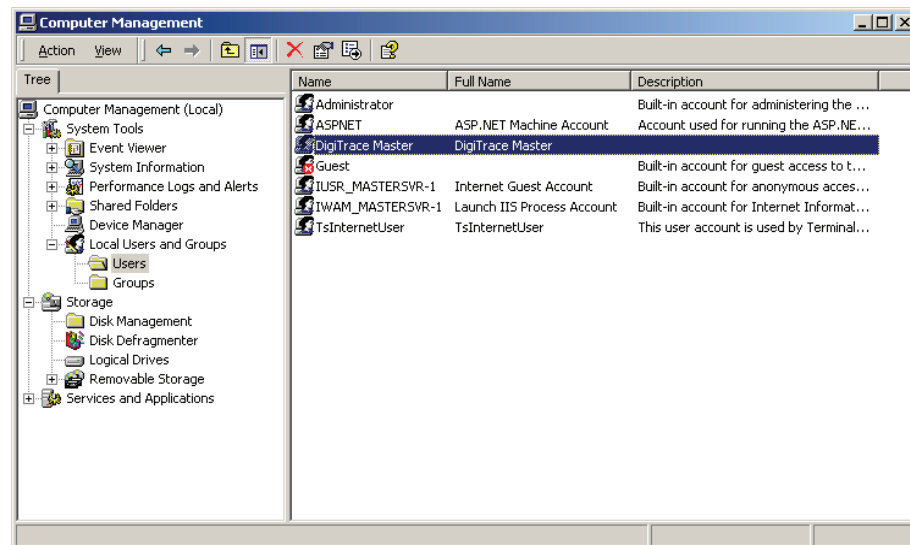 Computer Management
Action View
Tree
Computer Management (Local)
System Tools
Event Viewer
System Information
Performance Logs and Alerts
Shared Folders
Device Manager
Local Users and Groups
Users
Groups
Storage
Disk Management
Disk Defragmenter
Logical Drives
Removable Storage
Services and Applications
Name Full Name Description
Administrator Built-in account for administering the ...
ASPNET ASP.NET Machine Account Account used for running the ASP.NE...
DigiTrace Master DigiTrace Master
Guest Built-in account for guest access to t...
IUSR_MASTERSVR-1 Internet Guest Account Built-in account for anonymous acces...
IWAM_MASTERSVR-1 Launch IIS Process Account Built-in account for Internet Informat...
TsInternetUser TsInternetUser This user account is used by Terminal...